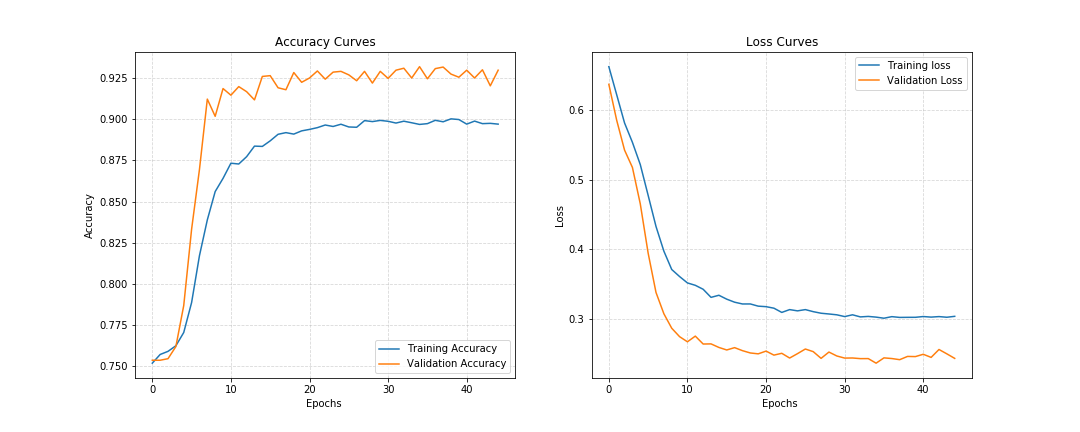 Accuracy Curves
0.925
0.900
0.875
0.850
0.825
0.800
0.775
0.750
Accuracy
Training Accuracy
Validation Accuracy
0
10
20
30
40
Epochs
Loss Curves
Training loss
Validation Loss
0.6
0.5
0.4
0.3
Loss
0
10
20
30
40
Epochs